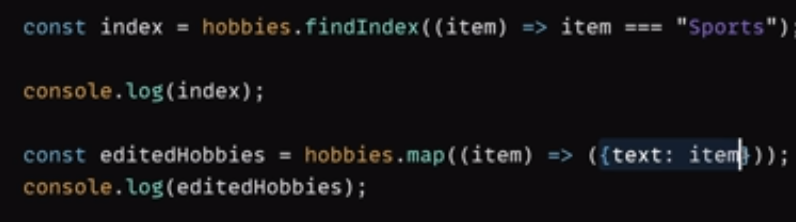 const index = hobbies.findIndex((item) => item === "Sports");
console.log(index);
const editedHobbies = hobbies.map((item) => ({text: item}));
console.log(editedHobbies);